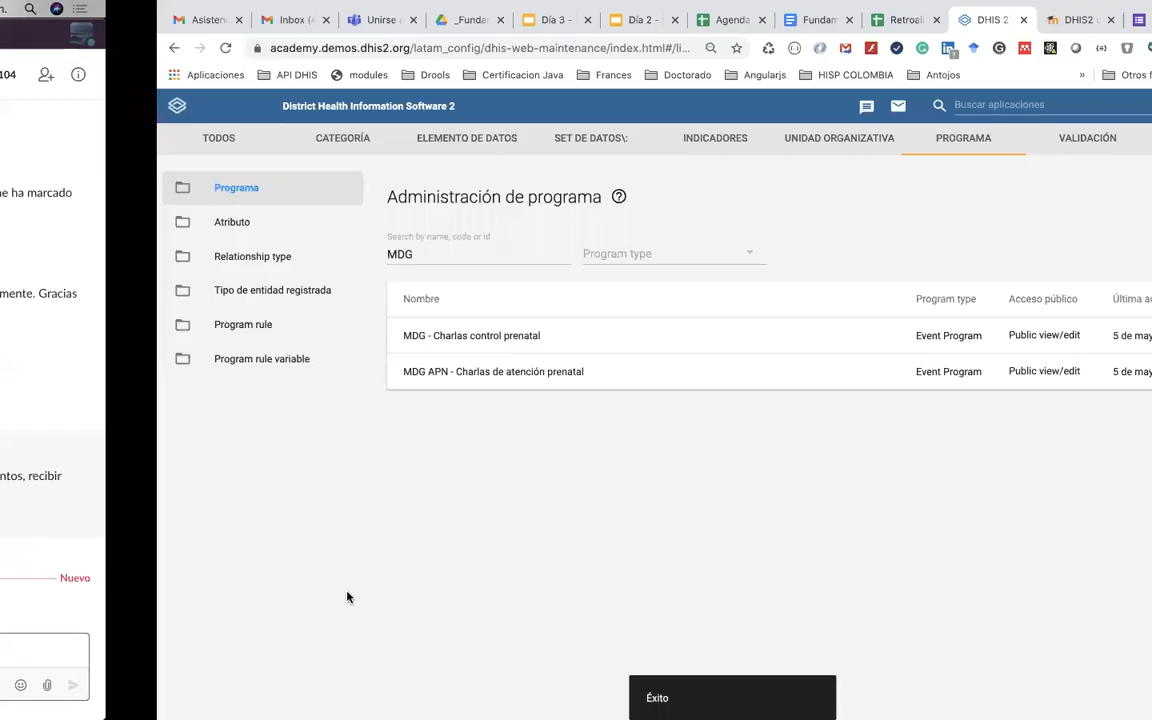 n.
104
ne ha marcado
mente. Gracias
ntos, recibir
Nuevo
Asisten
Inbox (
Unirse
_Funda
Día 3 -
Día 2 -
Agenda
Fundam
Retroali
DHIS 2
DHIS2 u
academy.demos.dhis2.org/latam_config/dhis-web-maintenance/index.html#/li...
Aplicaciones
API DHIS
modules
Drools
Certificacion Java
Frances
Doctorado
Angularjs
HISP COLOMBIA
Antojos
»
Otros f
District Health Information Software 2
Buscar aplicaciones
TODOS
CATEGORÍA
ELEMENTO DE DATOS
SET DE DATOS\:
INDICADORES
UNIDAD ORGANIZATIVA
PROGRAMA
VALIDACIÓN
Programa
Atributo
Relationship type
Tipo de entidad registrada
Program rule
Program rule variable
Administración de programa
Search by name, code or id
MDG
Program type
Nombre
Program type
Acceso público
Última ac
MDG - Charlas control prenatal
Event Program
Public view/edit
5 de may
MDG APN - Charlas de atención prenatal
Event Program
Public view/edit
5 de may
Éxito